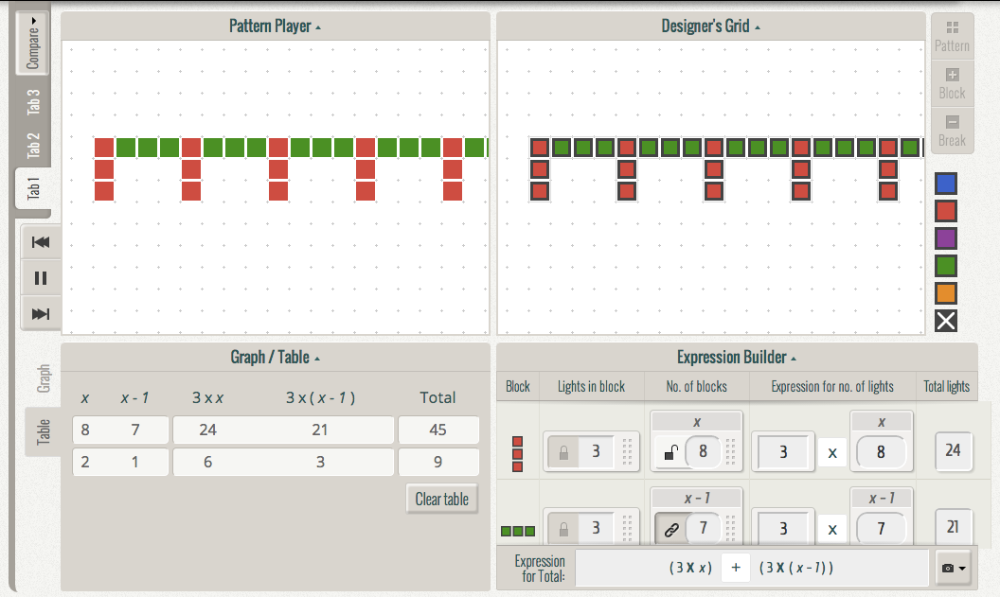 Compare
Tab 3
Tab 2
Tab 1
Pattern Player
Designer's Grid
Pattern
Block
Break
Graph
Table
Graph / Table
x x - 1 3 x x 3 x ( x - 1 ) Total
8 7 24 21 45
2 1 6 3 9
Clear table
Expression Builder
Block Lights in block No. of blocks Expression for no. of lights Total lights
x x
3 8 3 x 8 24
x - 1 x - 1
3 7 3 x 7 21
Expression for Total: ( 3 X x ) + ( 3 X ( x - 1 ) )